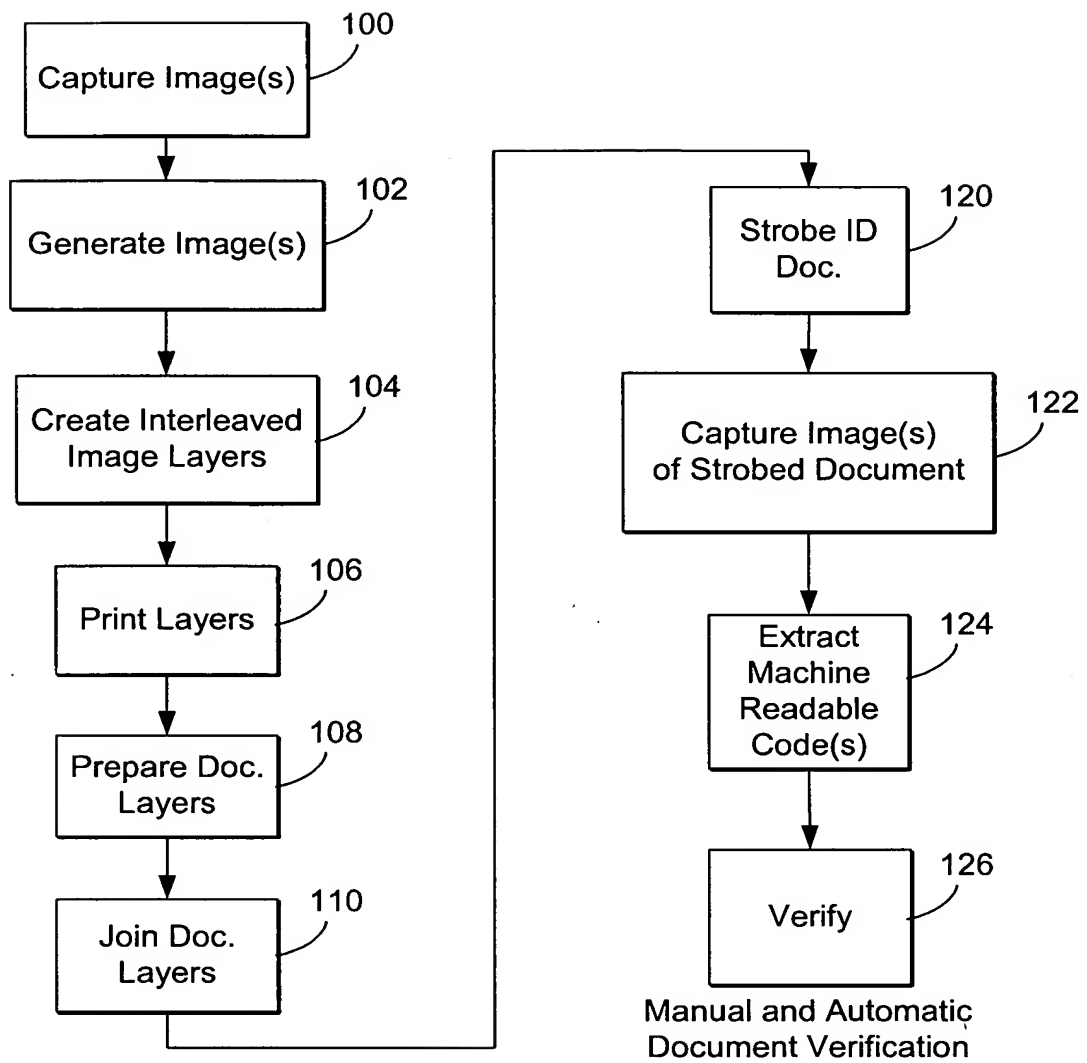 100
Capture Image(s)
102
Generate Image(s)
104
Create Interleaved
Image Layers
106
Print Layers
108
Prepare Doc.
Layers
110
Join Doc.
Layers
120
Strobe ID
Doc.
122
Capture Image(s)
of Strobed Document
124
Extract
Machine
Readable
Code(s)
126
Verify
Manual and Automatic
Document Verification